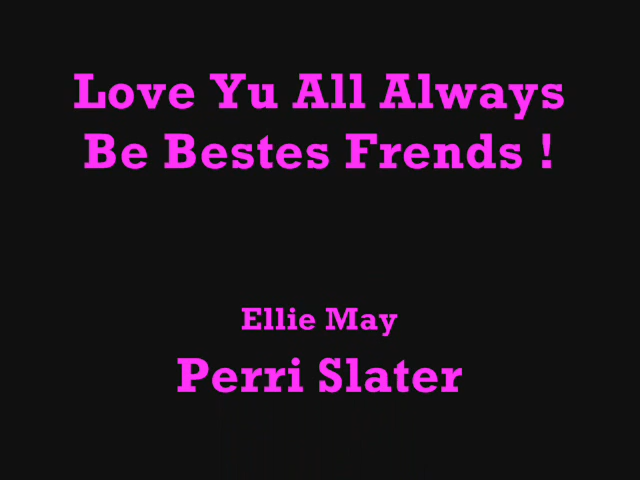 Love Yu All Always
Be Bestes Frends !
Ellie May
Perri Slater